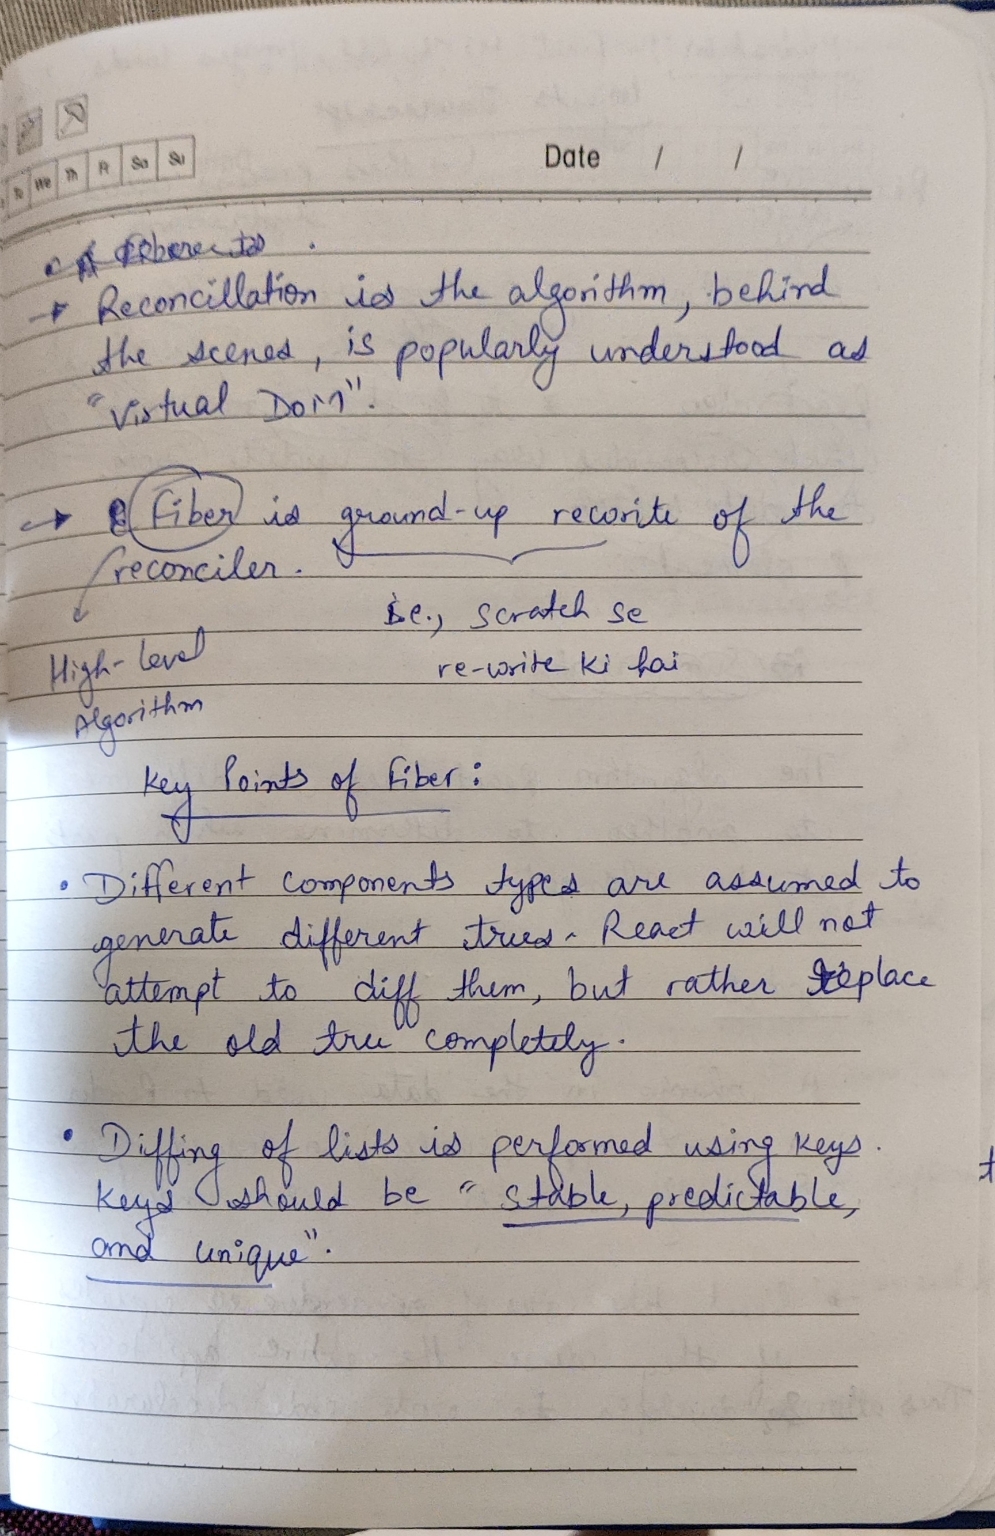 Tu We Th Fr Sa Su
Date / /
→ Reconcillation is the algorithm, behind
the scenes, is popularly understood as
"Virtual Dom".
→ Fiber is ground-up rewrite of the
reconciler.
i.e., scratch se
re-write ki hai
High-level
Algorithm
Key Points of Fiber:
• Different components types are assumed to
generate different trees. React will not
attempt to diff them, but rather replace
the old tree completely.
• Diffing of lists is performed using keys.
Keys should be "stable, predictable,
and unique".